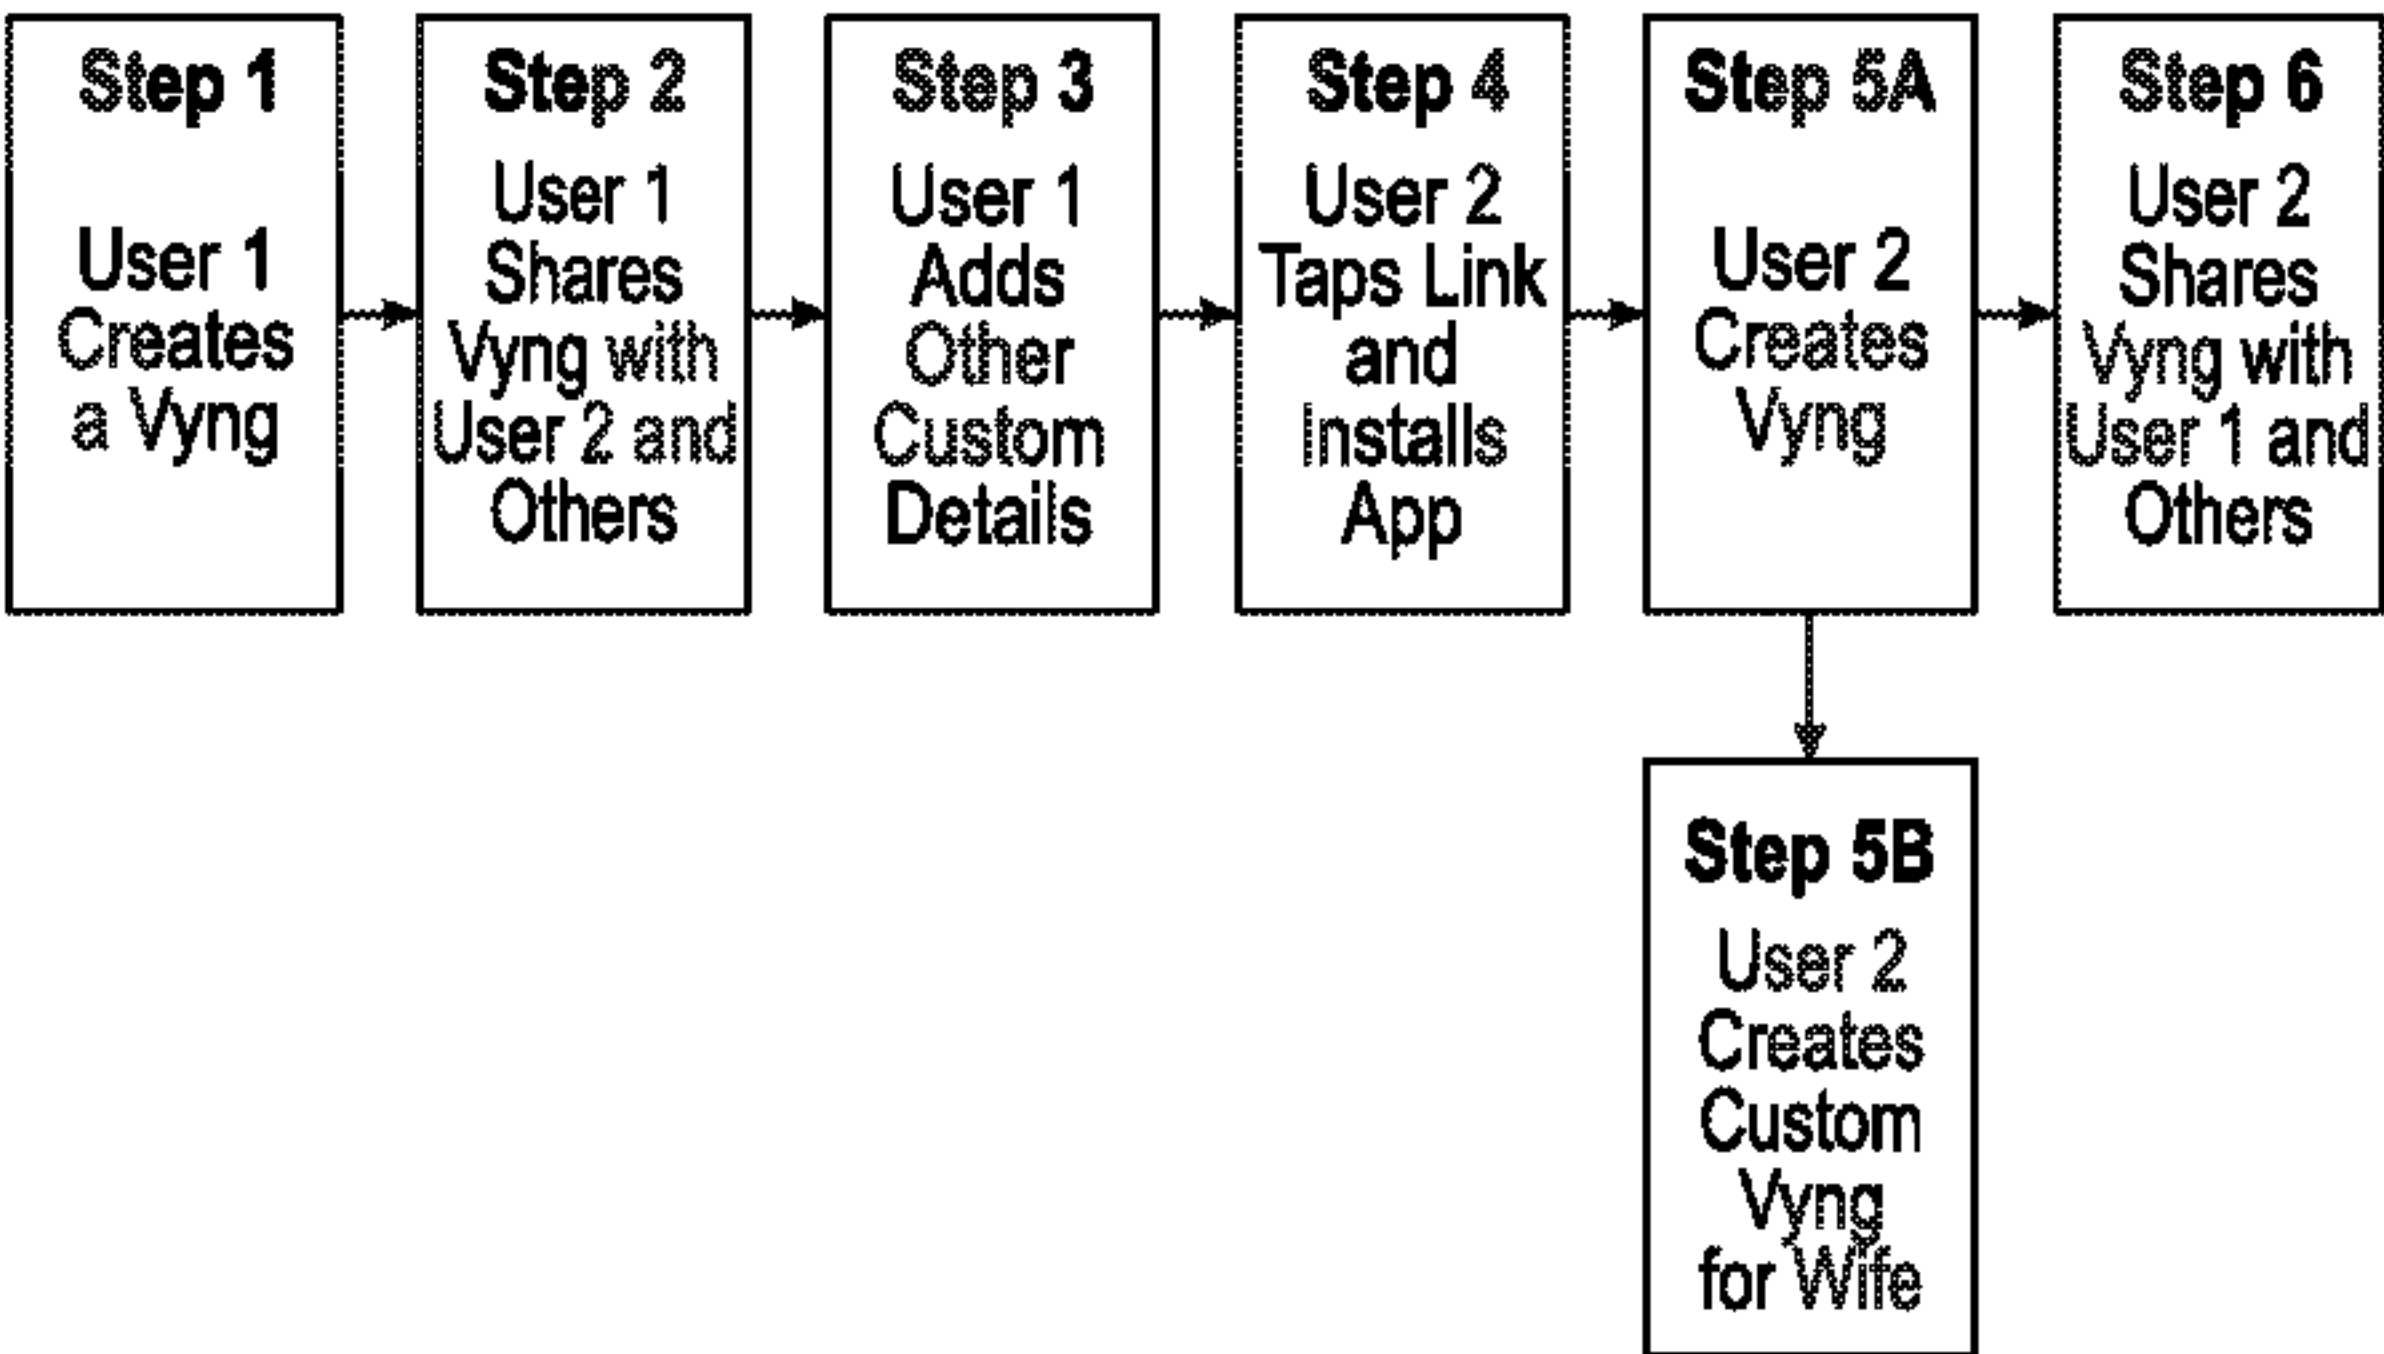 Step 1
User 1
Creates
a Vyng
Step 2
User 1
Shares
Vyng with
User 2 and
Others
Step 3
User 1
Adds
Other
Custom
Details
Step 4
User 2
Taps Link
and
Installs
App
Step 5A
User 2
Creates
Vyng
Step 6
User 2
Shares
Vyng with
User 1 and
Others
Step 5B
User 2
Creates
Custom
Vyng
for Wife